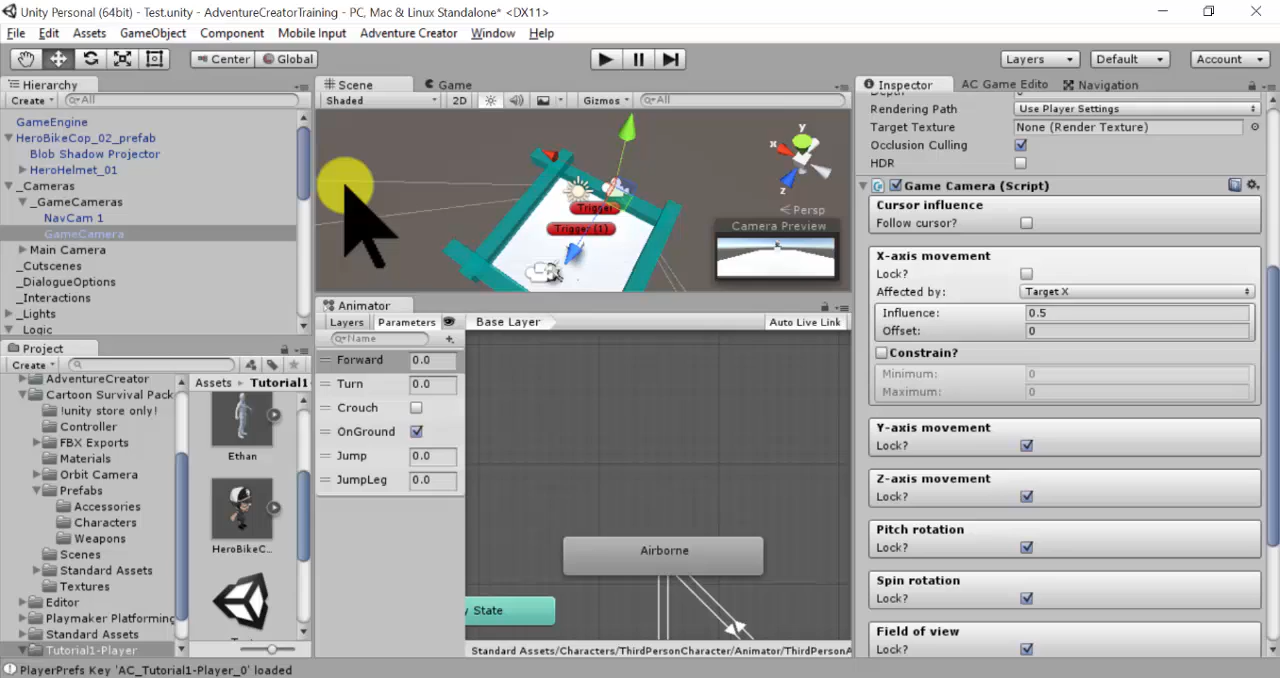 Unity Personal (64bit) - Test.unity - AdventureCreatorTraining - PC, Mac & Linux Standalone* <DX11>
File Edit Assets GameObject Component Mobile Input Adventure Creator Window Help
Center Global Layers Default Account
Hierarchy
Create All
GameEngine
HeroBikeCop_02_prefab
Blob Shadow Projector
HeroHelmet_01
_Cameras
_GameCameras
NavCam 1
GameCamera
Main Camera
_Cutscenes
_DialogueOptions
_Interactions
_Lights
_Logic
Scene Game
Shaded 2D Gizmos All
y
x
z
Persp
Trigger
Trigger (1)
Camera Preview
Animator
Layers Parameters Base Layer Auto Live Link
Name
Forward 0.0
Turn 0.0
Crouch
OnGround
Jump 0.0
JumpLeg 0.0
Airborne
y State
Standard Assets/Characters/ThirdPersonCharacter/Animator/ThirdPersonA
Project
Create
AdventureCreator
Cartoon Survival Pack
!unity store only!
Controller
FBX Exports
Materials
Orbit Camera
Prefabs
Accessories
Characters
Weapons
Scenes
Standard Assets
Textures
Editor
Playmaker Platforming
Standard Assets
Tutorial1-Player
Assets Tutorial1
Ethan
HeroBikeC...
Inspector AC Game Edito Navigation
Rendering Path Use Player Settings
Target Texture None (Render Texture)
Occlusion Culling
HDR
Game Camera (Script)
Cursor influence
Follow cursor?
X-axis movement
Lock?
Affected by: Target X
Influence: 0.5
Offset: 0
Constrain?
Minimum: 0
Maximum: 0
Y-axis movement
Lock?
Z-axis movement
Lock?
Pitch rotation
Lock?
Spin rotation
Lock?
Field of view
Lock?
PlayerPrefs Key 'AC_Tutorial1-Player_0' loaded